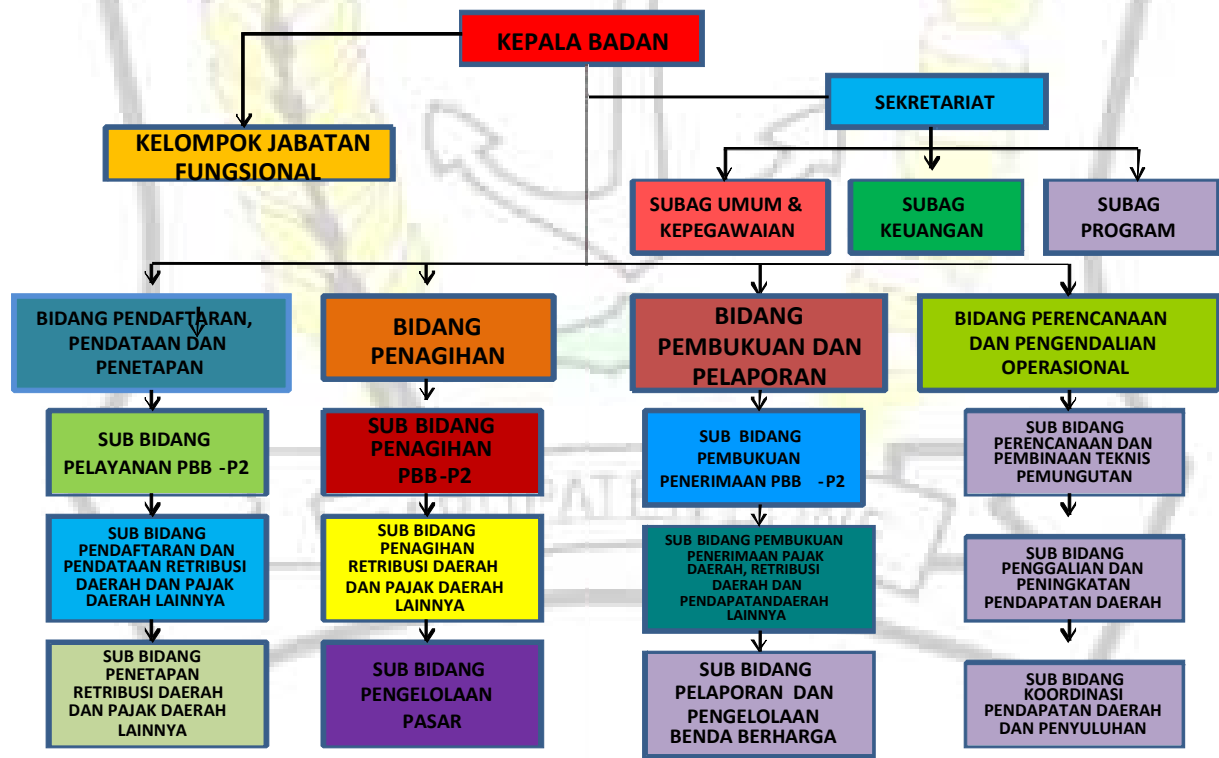 KEPALA BADAN
SEKRETARIAT
KELOMPOK JABATAN
FUNGSIONAL
SUBAG UMUM &
KEPEGAWAIAN
SUBAG
KEUANGAN
SUBAG
PROGRAM
BIDANG PENDAFTARAN,
PENDATAAN DAN
PENETAPAN
BIDANG
PENAGIHAN
BIDANG
PEMBUKUAN DAN
PELAPORAN
BIDANG PERENCANAAN
DAN PENGENDALIAN
OPERASIONAL
SUB BIDANG
PELAYANAN PBB -P2
SUB BIDANG
PENAGIHAN
PBB-P2
SUB BIDANG
PEMBUKUAN
PENERIMAAN PBB -P2
SUB BIDANG
PERENCANAAN DAN
PEMBINAAN TEKNIS
PEMUNGUTAN
SUB BIDANG
PENDAFTARAN DAN
PENDATAAN RETRIBUSI
DAERAH DAN PAJAK
DAERAH LAINNYA
SUB BIDANG
PENAGIHAN
RETRIBUSI DAERAH
DAN PAJAK DAERAH
LAINNYA
SUB BIDANG PEMBUKUAN
PENERIMAAN PAJAK
DAERAH, RETRIBUSI
DAERAH DAN
PENDAPATANDAERAH
LAINNYA
SUB BIDANG
PENGGALIAN DAN
PENINGKATAN
PENDAPATAN DAERAH
SUB BIDANG
PENETAPAN
RETRIBUSI DAERAH
DAN PAJAK DAERAH
LAINNYA
SUB BIDANG
PENGELOLAAN
PASAR
SUB BIDANG
PELAPORAN DAN
PENGELOLAAN
BENDA BERHARGA
SUB BIDANG
KOORDINASI
PENDAPATAN DAERAH
DAN PENYULUHAN